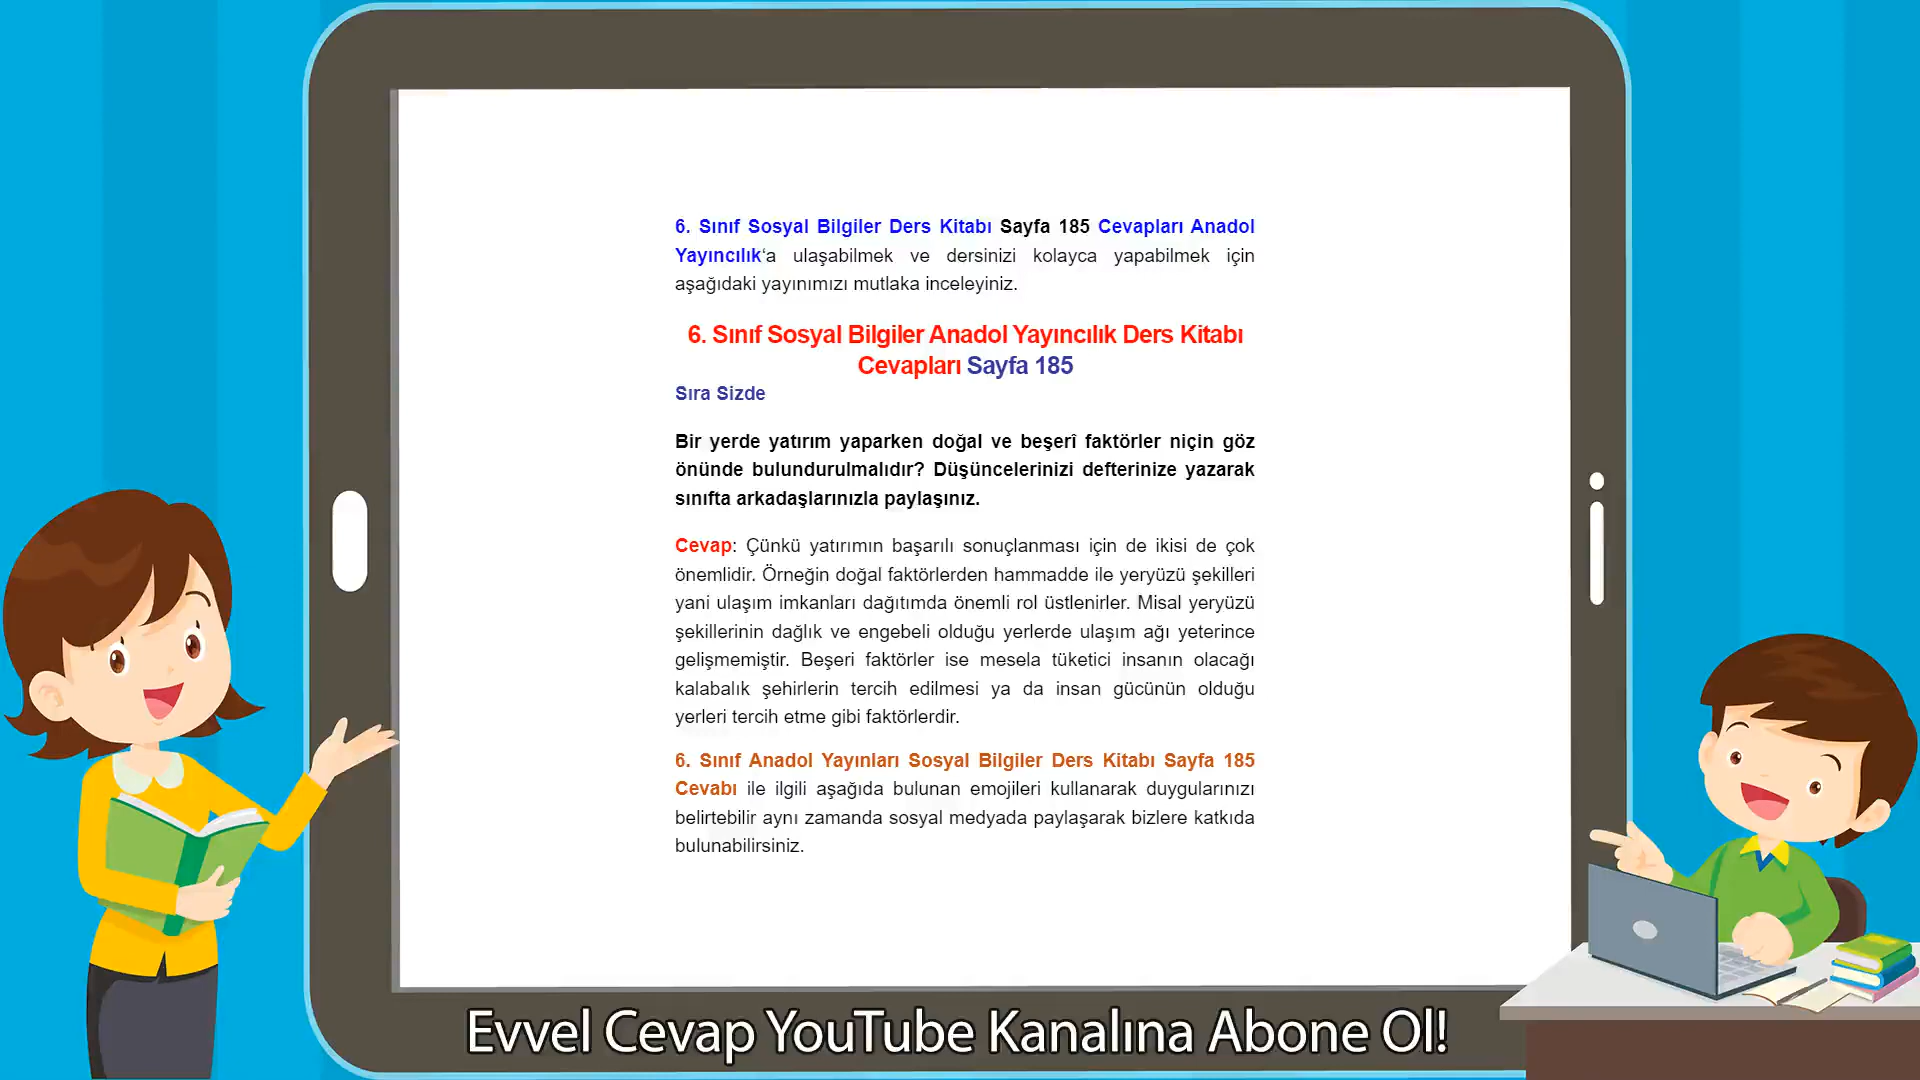 6. Sınıf Sosyal Bilgiler Ders Kitabı Sayfa 185 Cevapları Anadol
Yayıncılık‘a ulaşabilmek ve dersinizi kolayca yapabilmek için
aşağıdaki yayınımızı mutlaka inceleyiniz.
6. Sınıf Sosyal Bilgiler Anadol Yayıncılık Ders Kitabı
Cevapları Sayfa 185
Sıra Sizde
Bir yerde yatırım yaparken doğal ve beşerî faktörler niçin göz
önünde bulundurulmalıdır? Düşüncelerinizi defterinize yazarak
sınıfta arkadaşlarınızla paylaşınız.
Cevap: Çünkü yatırımın başarılı sonuçlanması için de ikisi de çok
önemlidir. Örneğin doğal faktörlerden hammadde ile yeryüzü şekilleri
yani ulaşım imkanları dağıtımda önemli rol üstlenirler. Misal yeryüzü
şekillerinin dağlık ve engebeli olduğu yerlerde ulaşım ağı yeterince
gelişmemiştir. Beşeri faktörler ise mesela tüketici insanın olacağı
kalabalık şehirlerin tercih edilmesi ya da insan gücünün olduğu
yerleri tercih etme gibi faktörlerdir.
6. Sınıf Anadol Yayınları Sosyal Bilgiler Ders Kitabı Sayfa 185
Cevabı ile ilgili aşağıda bulunan emojileri kullanarak duygularınızı
belirtebilir aynı zamanda sosyal medyada paylaşarak bizlere katkıda
bulunabilirsiniz.
Evvel Cevap YouTube Kanalına Abone Ol!